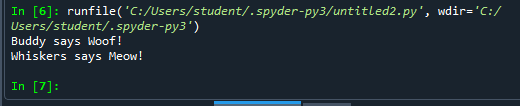 In [6]: runfile('C:/Users/student/.spyder-py3/untitled2.py', wdir='C:/
Users/student/.spyder-py3')
Buddy says Woof!
Whiskers says Meow!
In [7]: